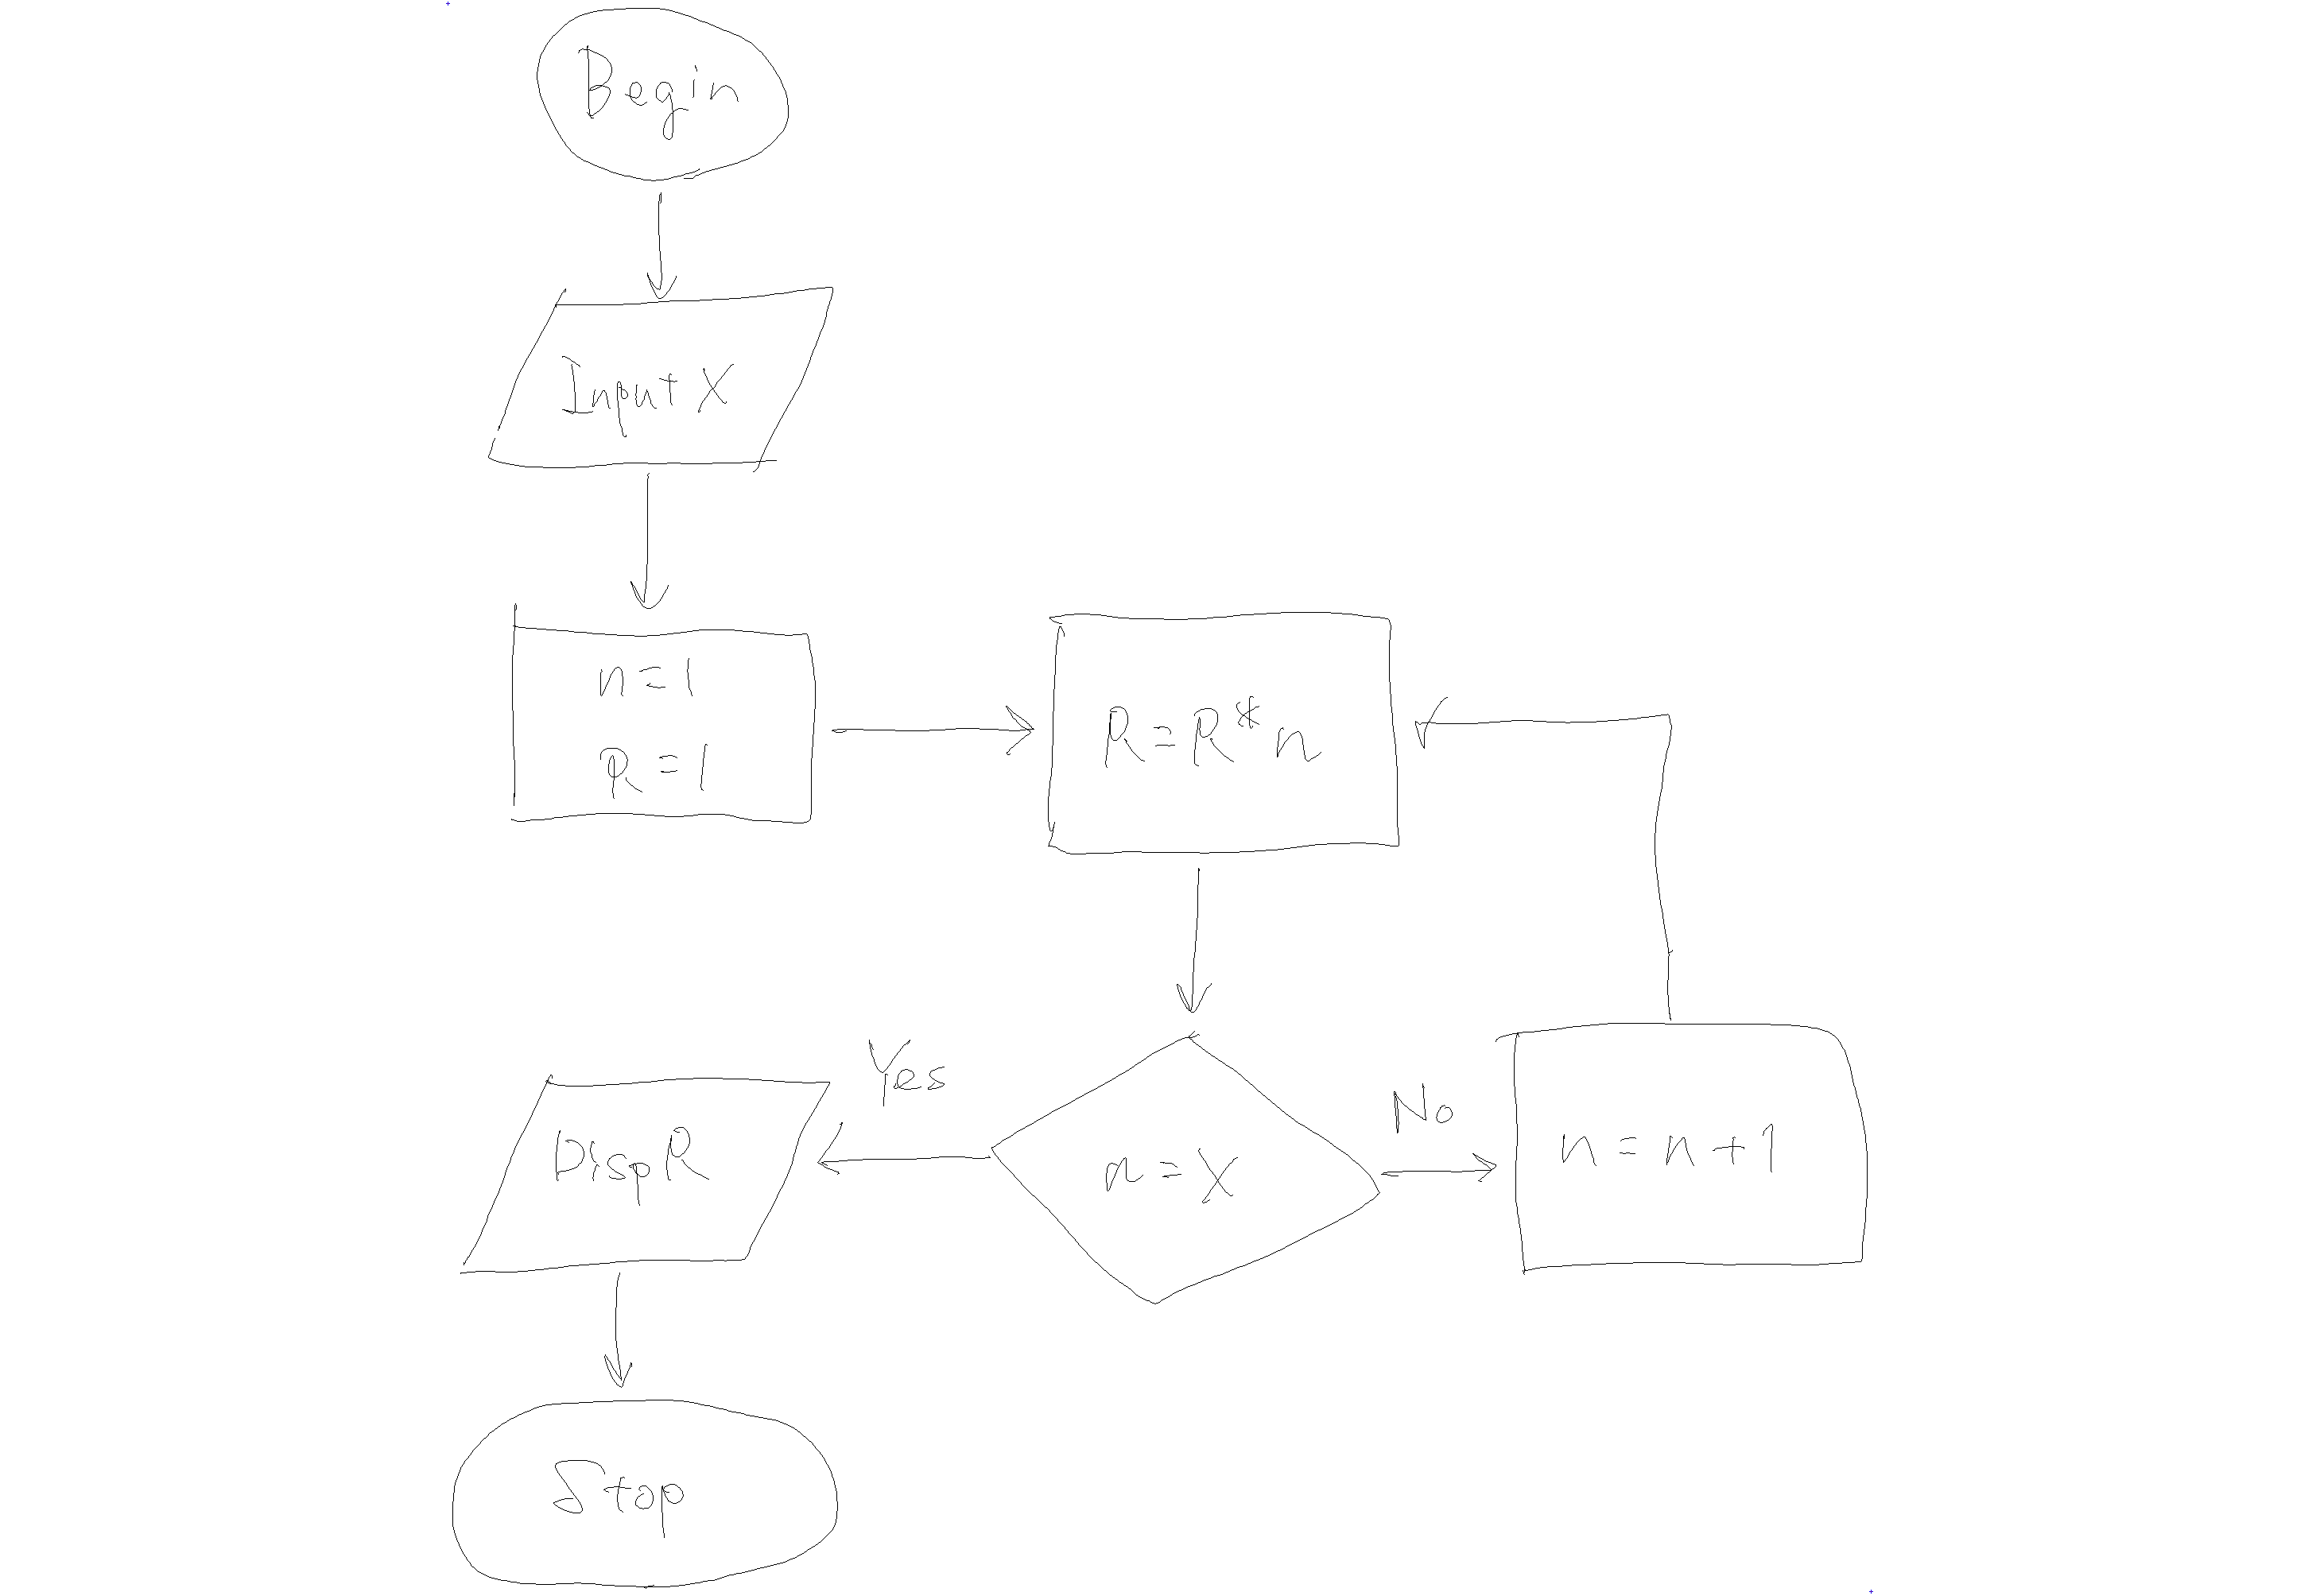 Begin
Input X
n=1
R=1
R=R*n
Yes
No
Disp R
n=X
n=n+1
Stop